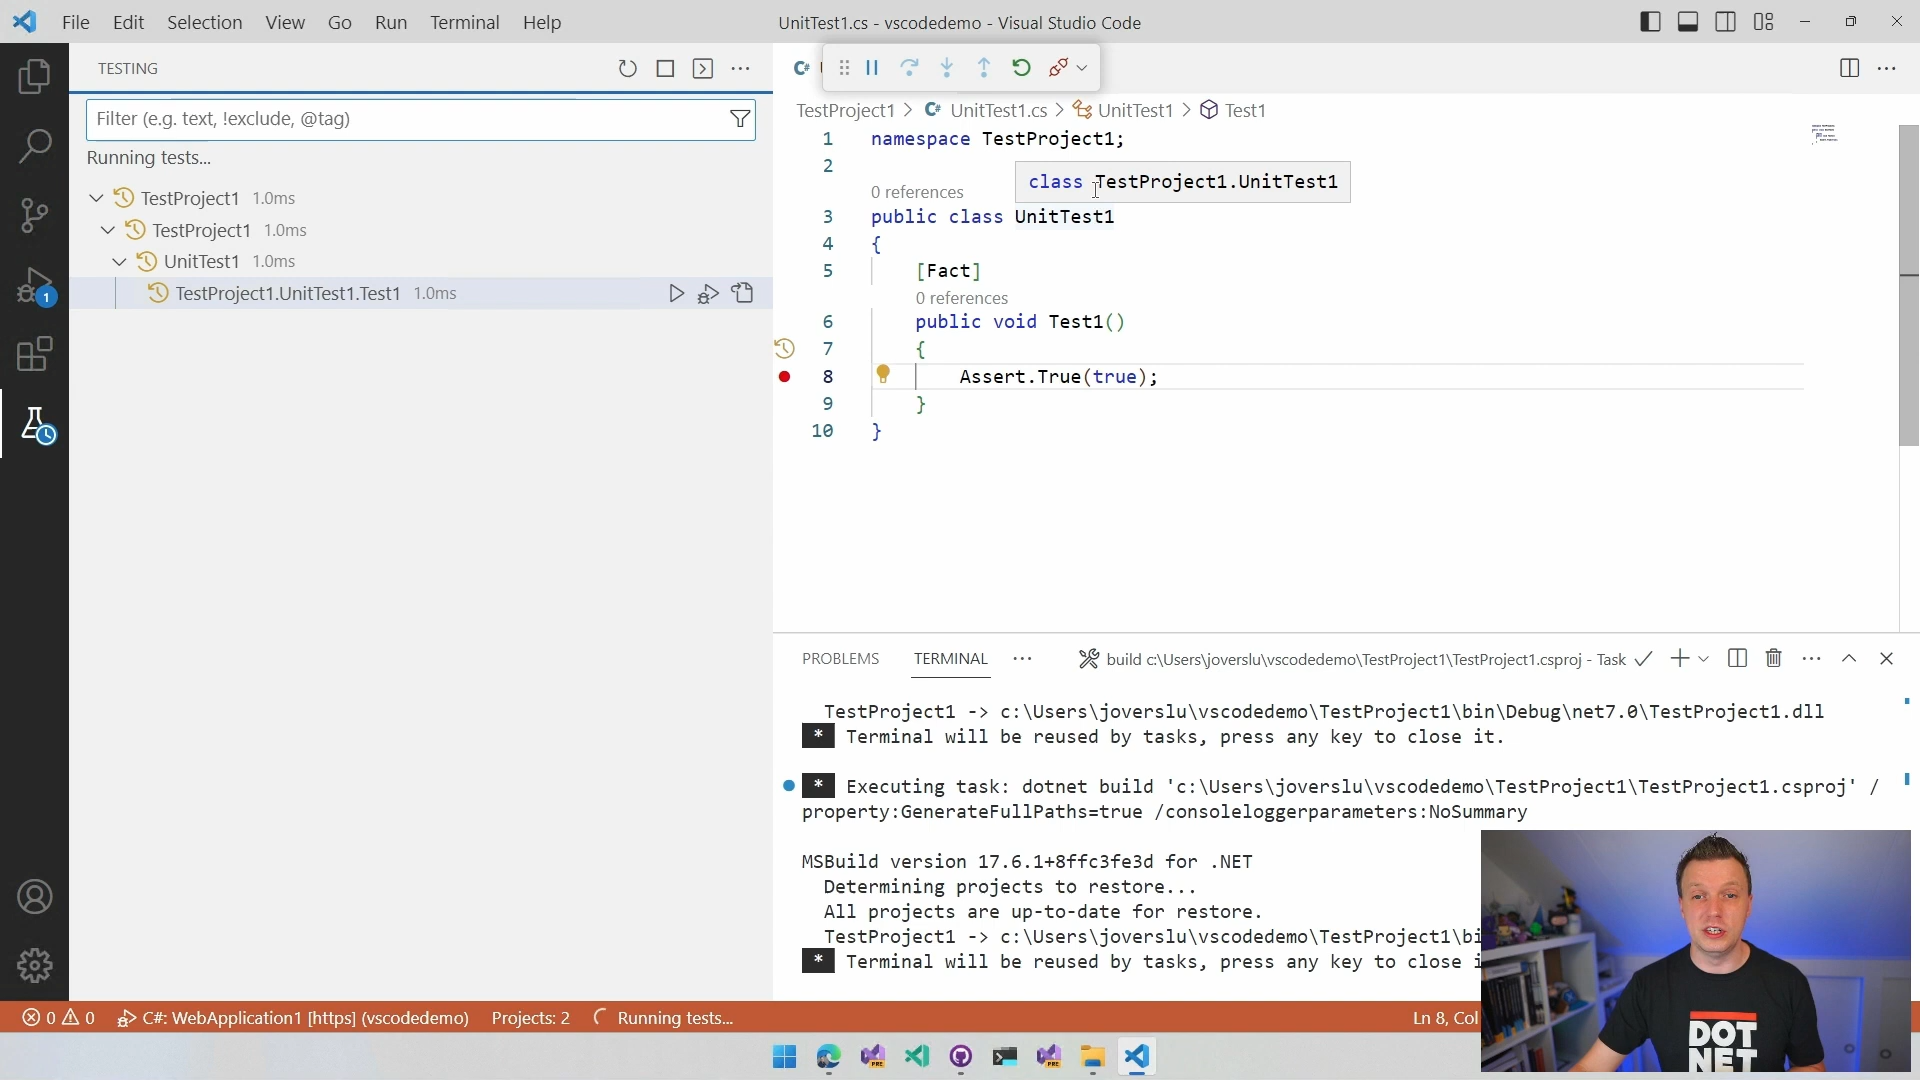 File Edit Selection View Go Run Terminal Help
UnitTest1.cs - vscodedemo - Visual Studio Code
TESTING
Filter (e.g. text, !exclude, @tag)
Running tests...
TestProject1 1.0ms
TestProject1 1.0ms
UnitTest1 1.0ms
TestProject1.UnitTest1.Test1 1.0ms
1
C#
TestProject1 > C# UnitTest1.cs > UnitTest1 > Test1
1 namespace TestProject1;
2
class TestProject1.UnitTest1
0 references
3 public class UnitTest1
4 {
5 [Fact]
0 references
6 public void Test1()
7 {
8 Assert.True(true);
9 }
10 }
PROBLEMS TERMINAL ··· build c:\Users\joverslu\vscodedemo\TestProject1\TestProject1.csproj - Task
TestProject1 -> c:\Users\joverslu\vscodedemo\TestProject1\bin\Debug\net7.0\TestProject1.dll
* Terminal will be reused by tasks, press any key to close it.
* Executing task: dotnet build 'c:\Users\joverslu\vscodedemo\TestProject1\TestProject1.csproj' /
property:GenerateFullPaths=true /consoleloggerparameters:NoSummary
MSBuild version 17.6.1+8ffc3fe3d for .NET
Determining projects to restore...
All projects are up-to-date for restore.
TestProject1 -> c:\Users\joverslu\vscodedemo\TestProject1\bi
* Terminal will be reused by tasks, press any key to close i
DOT
NET
0 0 C#: WebApplication1 [https] (vscodedemo) Projects: 2 Running tests... Ln 8, Col
PRE PRE